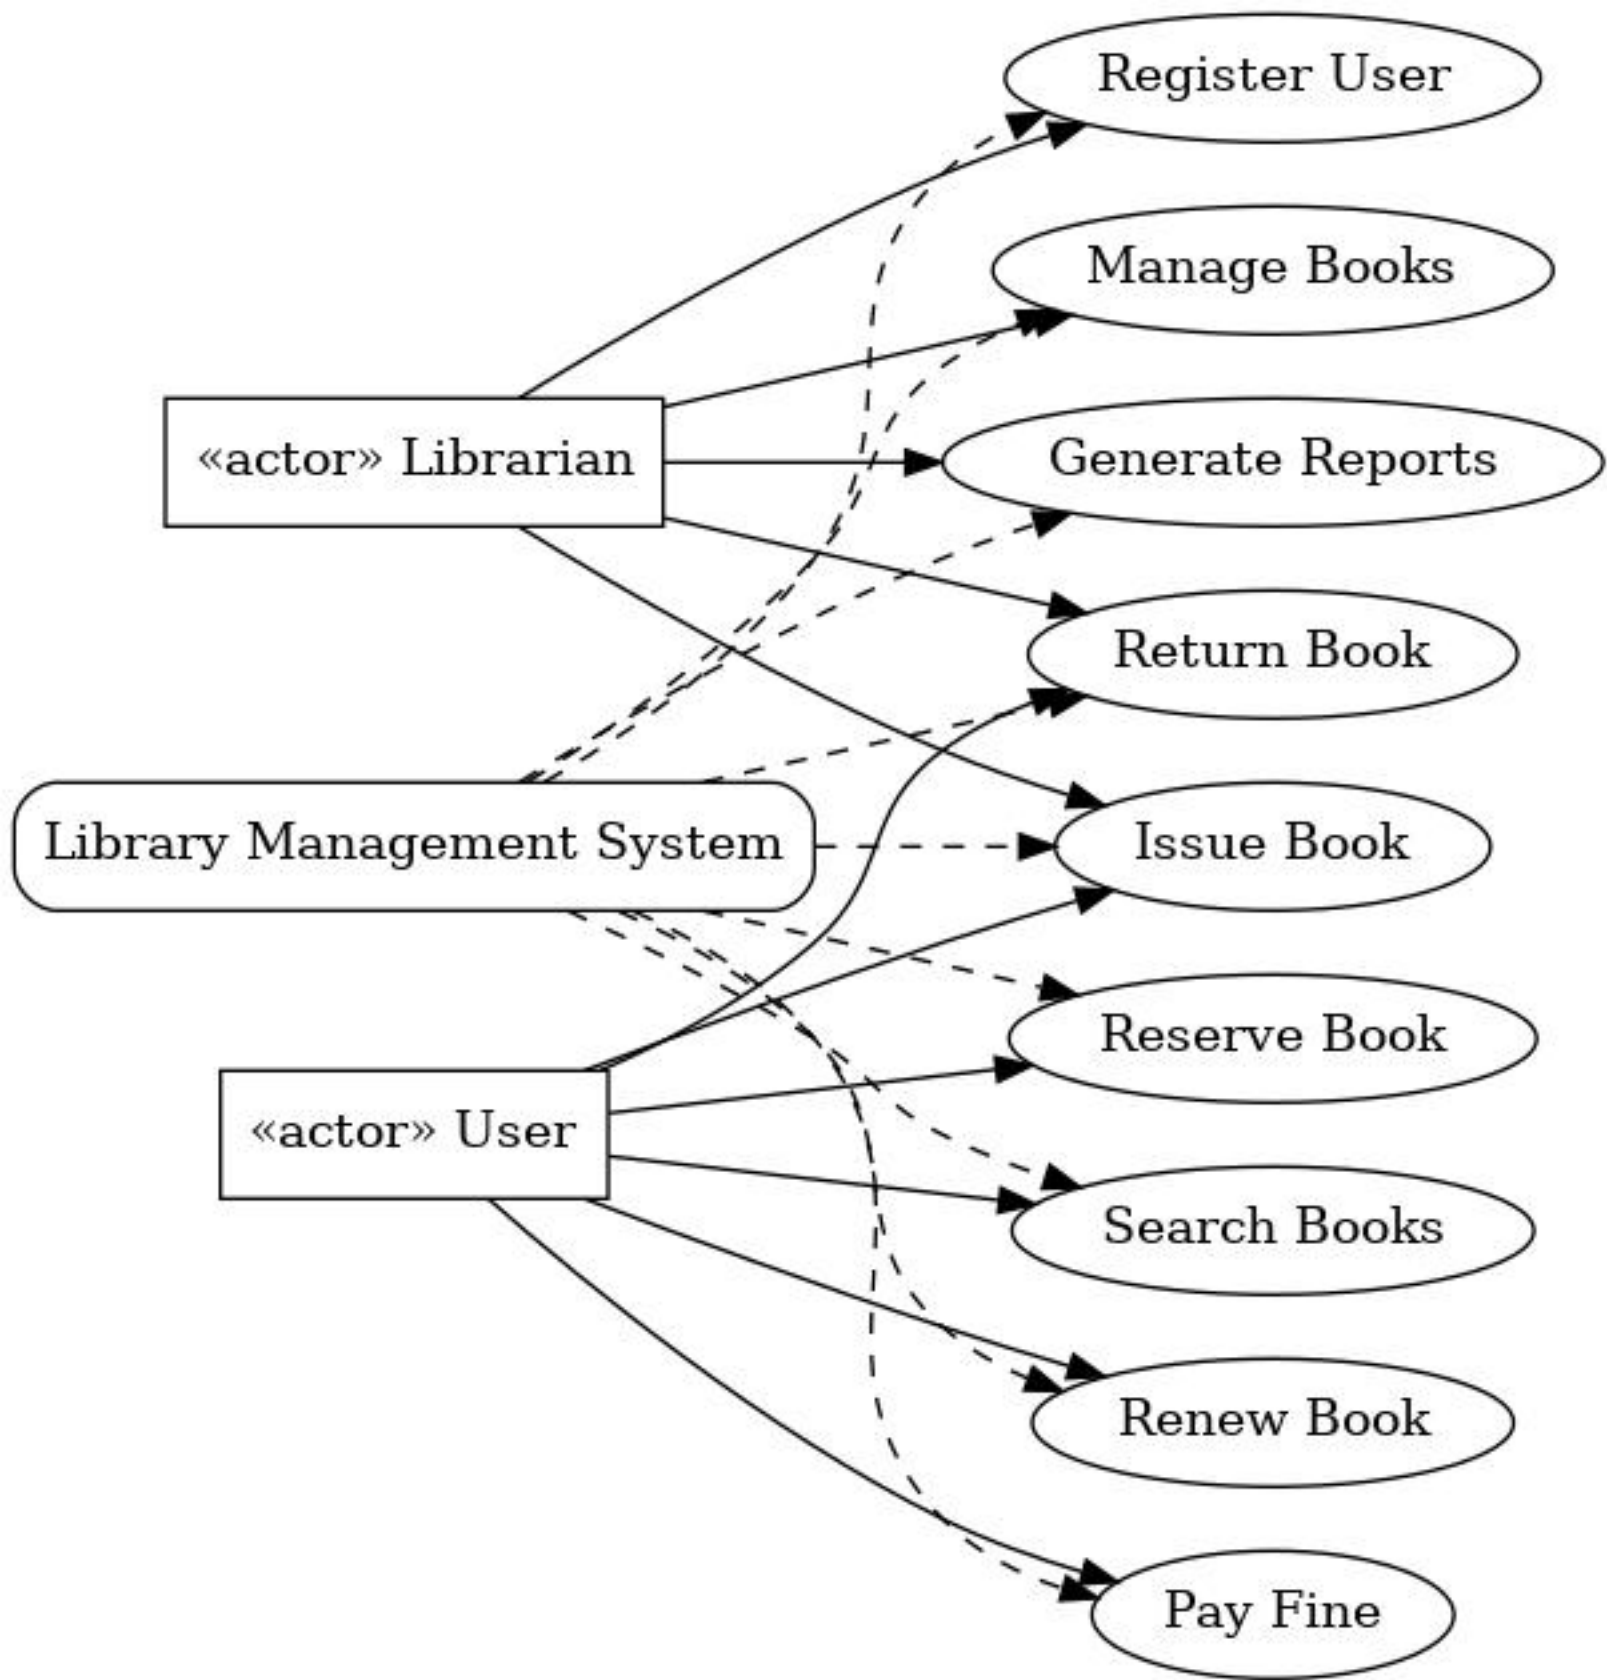 Register User
Manage Books
«actor» Librarian
Generate Reports
Return Book
Library Management System
Issue Book
Reserve Book
«actor» User
Search Books
Renew Book
Pay Fine